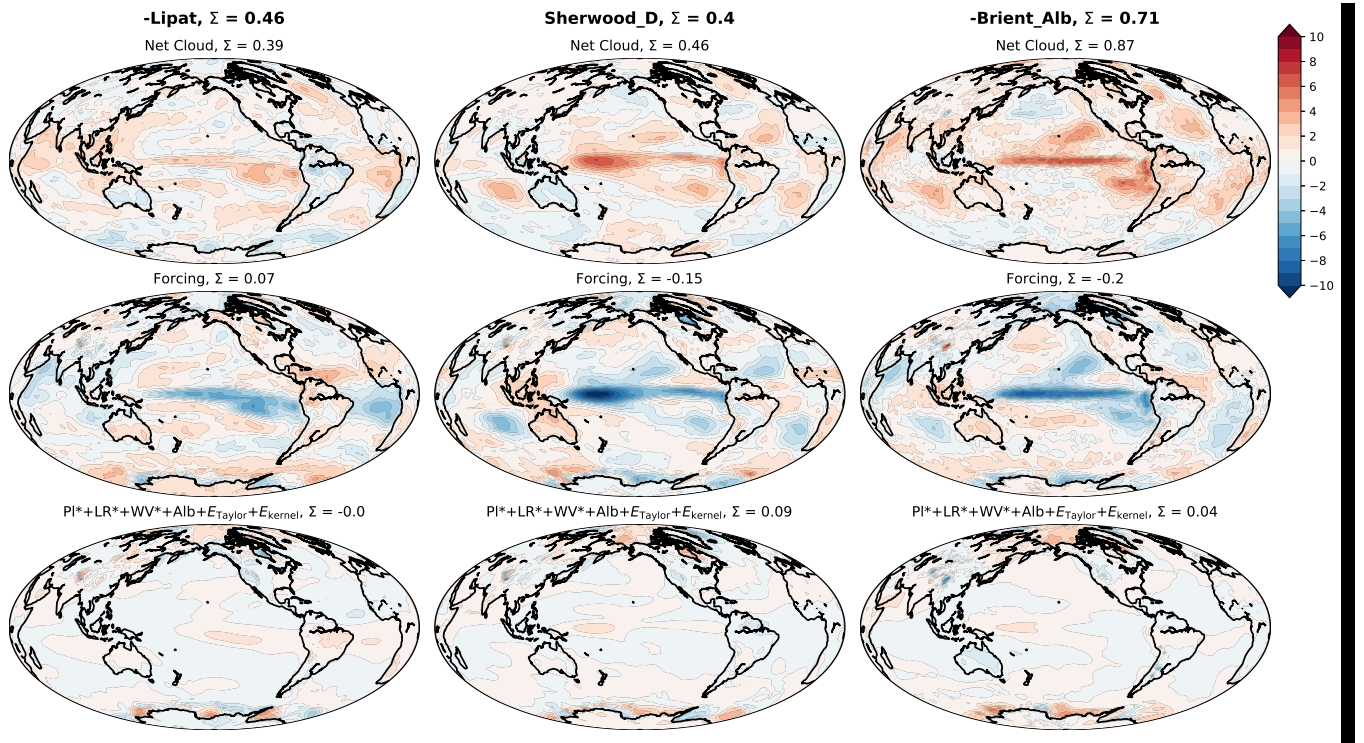 -Lipat, Σ = 0.46
Sherwood_D, Σ = 0.4
-Brient_Alb, Σ = 0.71
Net Cloud, Σ = 0.39
Net Cloud, Σ = 0.46
Net Cloud, Σ = 0.87
10
8
6
4
2
0
−2
−4
−6
−8
−10
Forcing, Σ = 0.07
Forcing, Σ = -0.15
Forcing, Σ = -0.2
Pl*+LR*+WV*+Alb+E_Taylor+E_kernel, Σ = -0.0
Pl*+LR*+WV*+Alb+E_Taylor+E_kernel, Σ = 0.09
Pl*+LR*+WV*+Alb+E_Taylor+E_kernel, Σ = 0.04